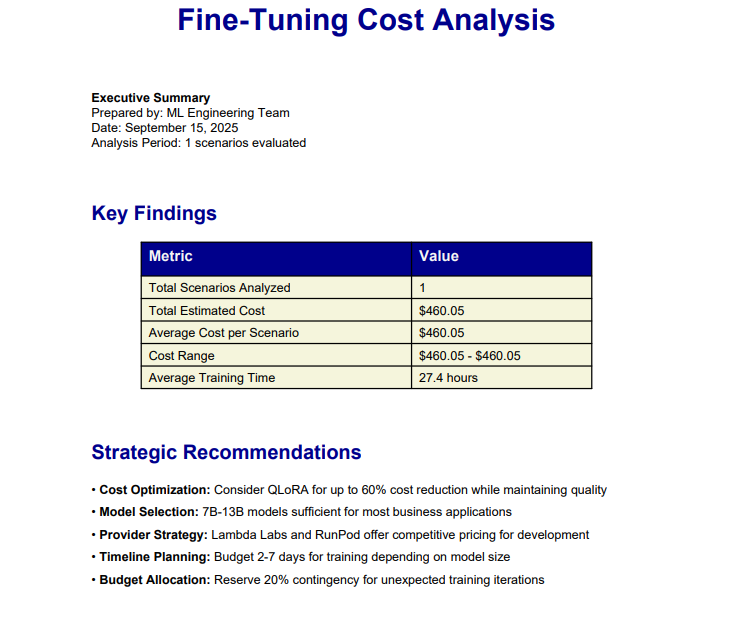 Fine-Tuning Cost Analysis
Executive Summary
Prepared by: ML Engineering Team
Date: September 15, 2025
Analysis Period: 1 scenarios evaluated
Key Findings
Metric Value
Total Scenarios Analyzed 1
Total Estimated Cost $460.05
Average Cost per Scenario $460.05
Cost Range $460.05 - $460.05
Average Training Time 27.4 hours
Strategic Recommendations
• Cost Optimization: Consider QLoRA for up to 60% cost reduction while maintaining quality
• Model Selection: 7B-13B models sufficient for most business applications
• Provider Strategy: Lambda Labs and RunPod offer competitive pricing for development
• Timeline Planning: Budget 2-7 days for training depending on model size
• Budget Allocation: Reserve 20% contingency for unexpected training iterations